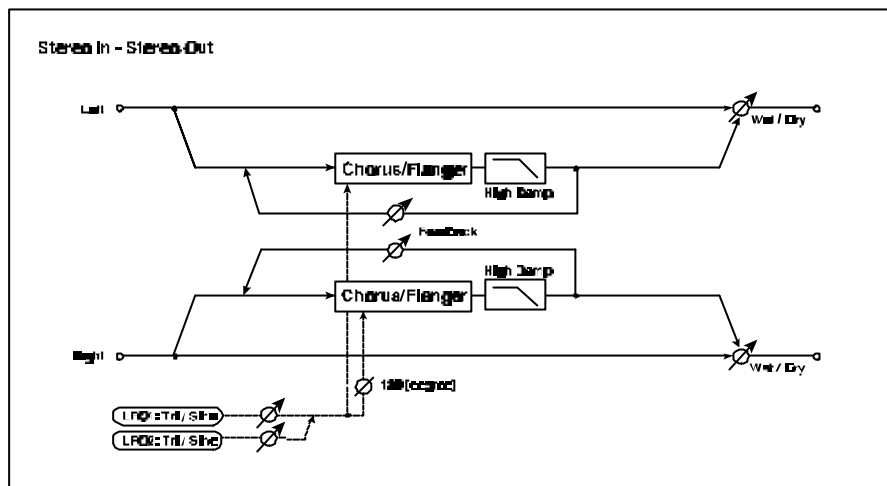 Stereo In - Stereo Out
Left
Wet / Dry
Chorus/Flanger
High Damp
Feedback
High Damp
Chorus/Flanger
Right
Wet / Dry
180 [degree]
LFO1: Tri / Sine
LFO2: Tri / Sine